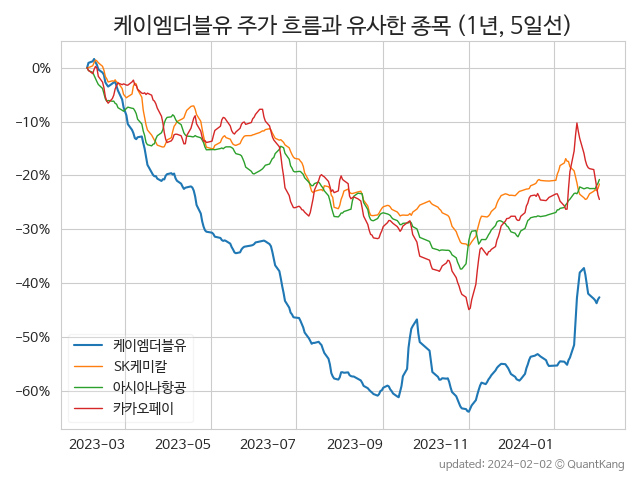 케이엠더블유 주가 흐름과 유사한 종목 (1년, 5일선)
0%
−10%
−20%
−30%
−40%
−50%
−60%
케이엠더블유
SK케미칼
아시아나항공
카카오페이
2023−03
2023−05
2023−07
2023−09
2023−11
2024−01
updated: 2024-02-02 © QuantKang